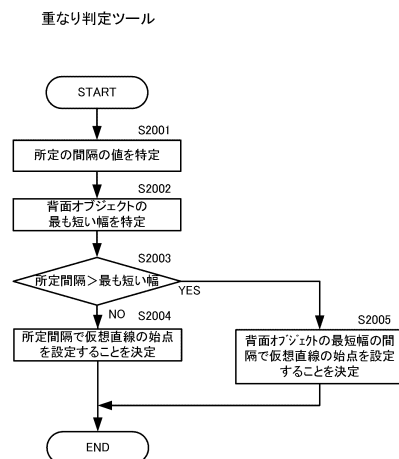 重なり判定ツール
START
S2001
所定の間隔の値を特定
S2002
背面オブジェクトの
最も短い幅を特定
S2003
所定間隔＞最も短い幅
YES
NO
S2004
所定間隔で仮想直線の始点
を設定することを決定
S2005
背面オブジェクトの最短幅の間
隔で仮想直線の始点を設定
することを決定
END